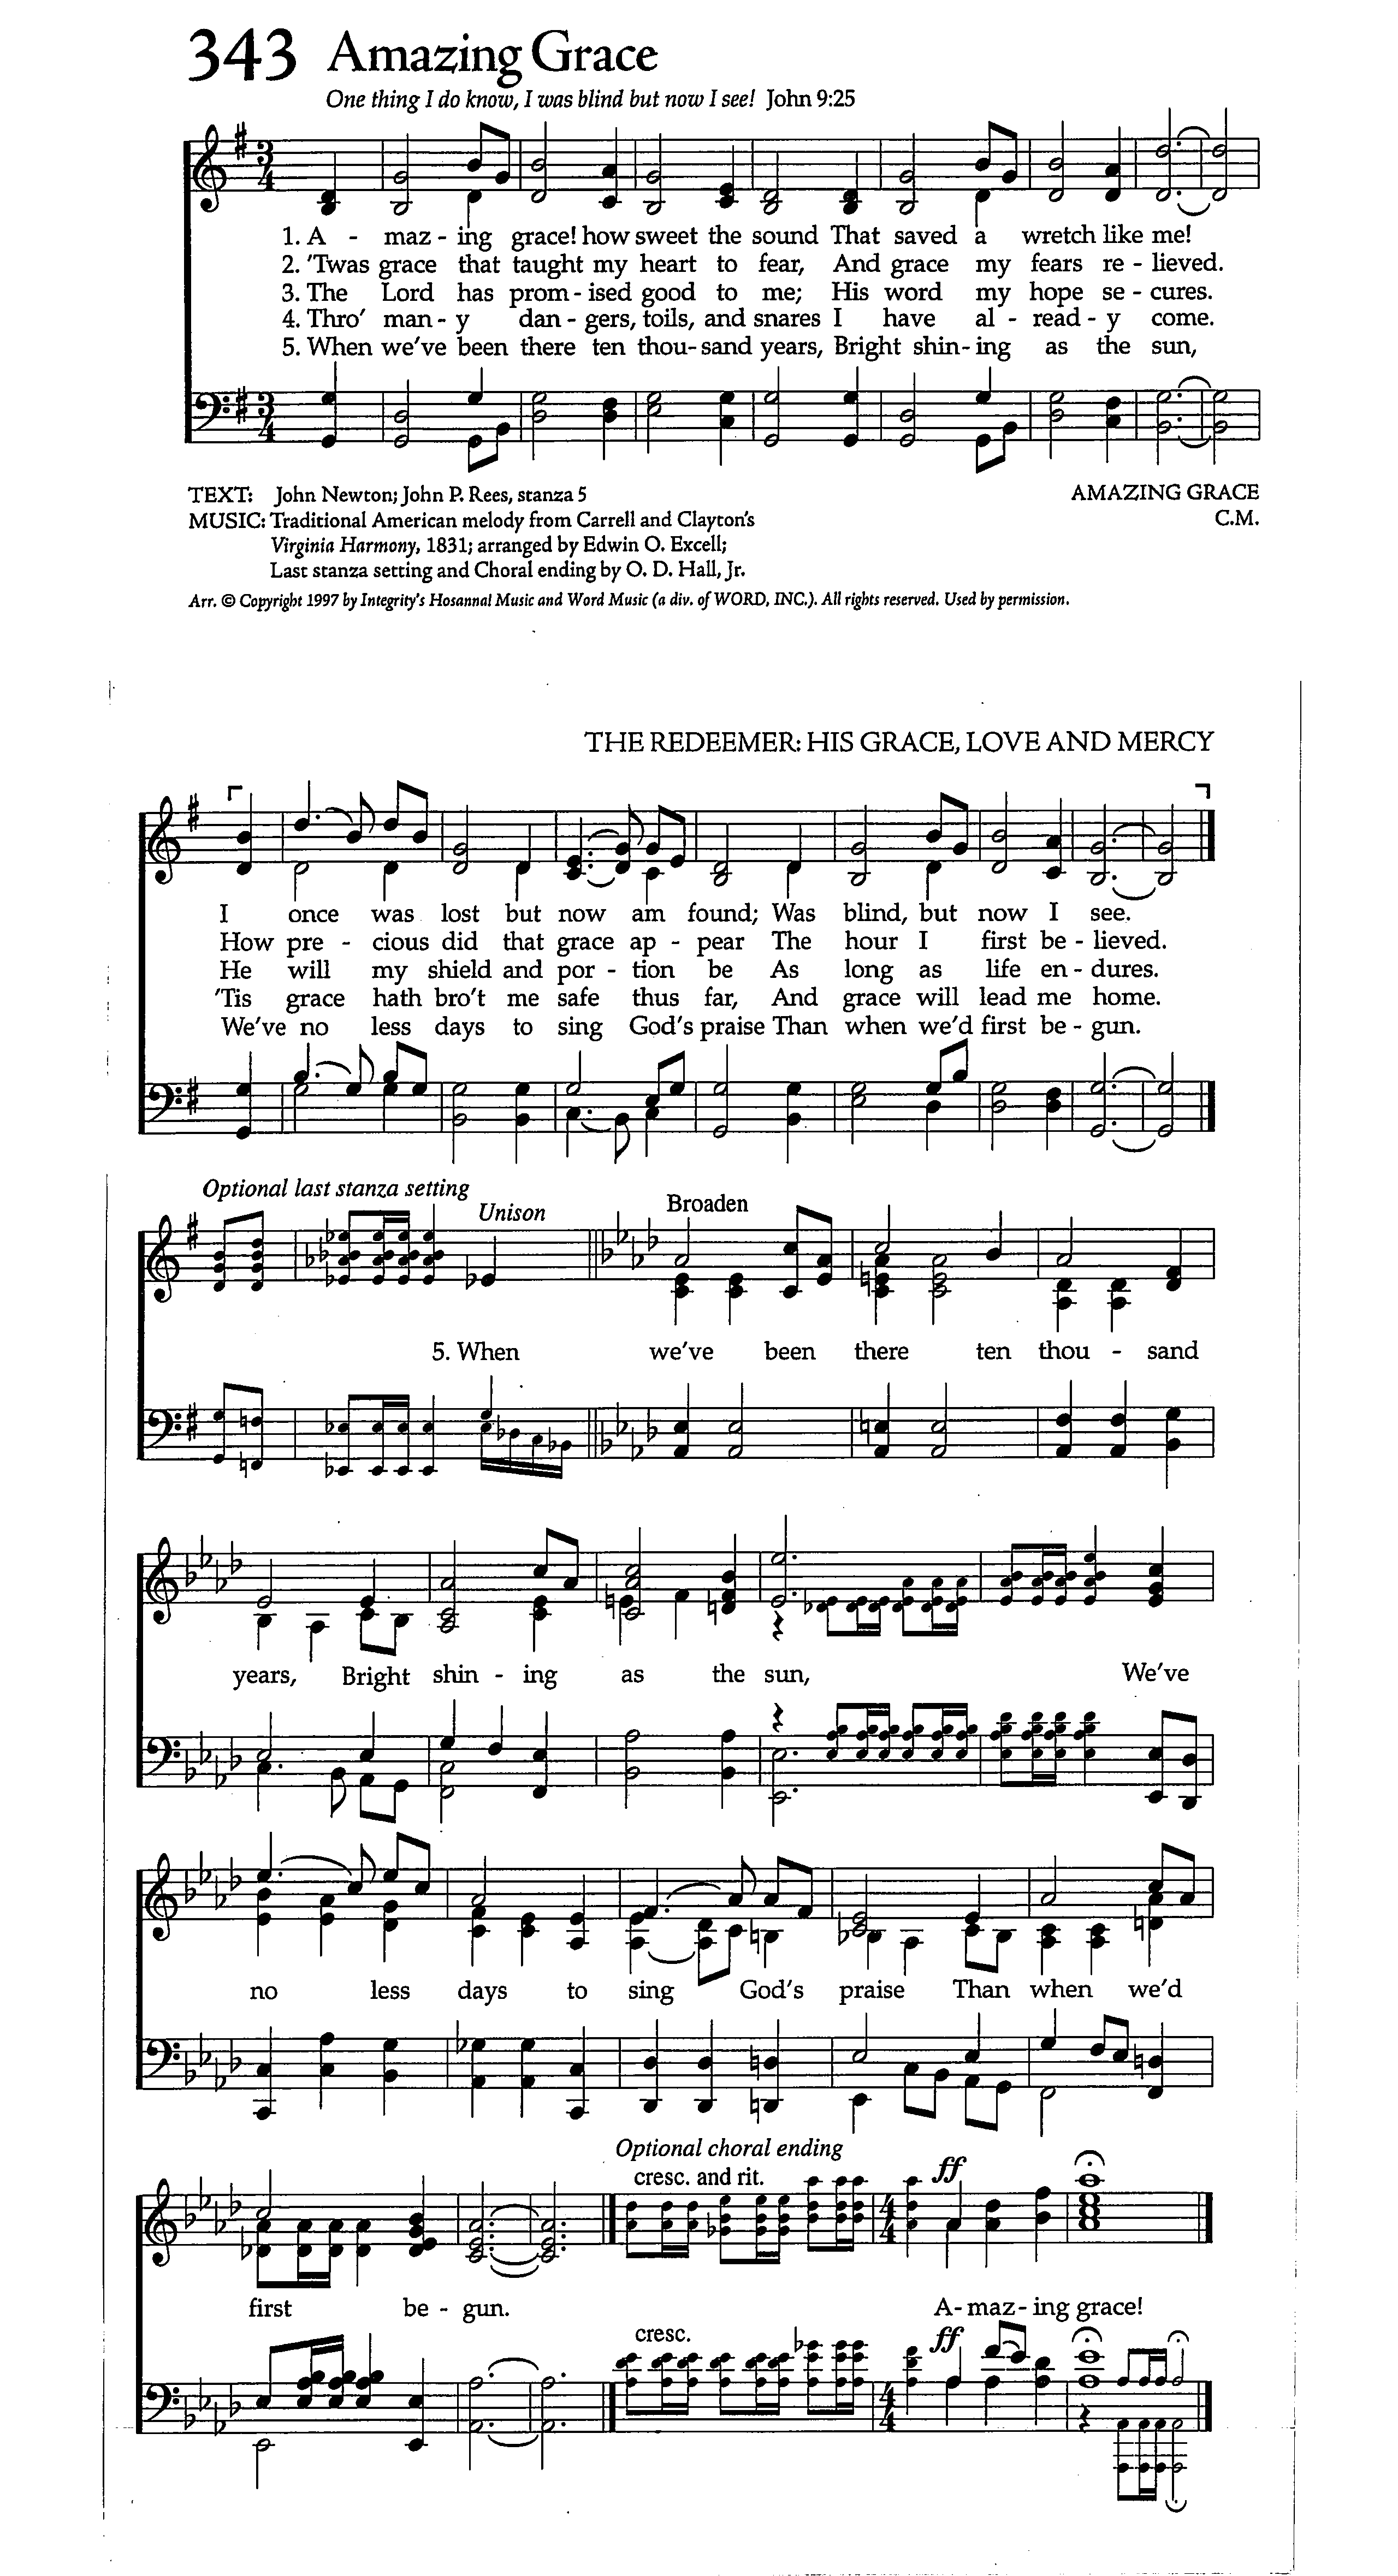 343 Amazing Grace
One thing I do know, I was blind but now I see! John 9:25
1. A - maz - ing grace! how sweet the sound That saved a wretch like me!
2. 'Twas grace that taught my heart to fear, And grace my fears re - lieved.
3. The Lord has prom - ised good to me; His word my hope se - cures.
4. Thro' man - y dan - gers, toils, and snares I have al - read - y come.
5. When we've been there ten thou - sand years, Bright shin - ing as the sun,
TEXT: John Newton; John P. Rees, stanza 5
AMAZING GRACE
MUSIC: Traditional American melody from Carrell and Clayton's
C.M.
Virginia Harmony, 1831; arranged by Edwin O. Excell;
Last stanza setting and Choral ending by O. D. Hall, Jr.
Arr. © Copyright 1997 by Integrity's Hosanna! Music and Word Music (a div. of WORD, INC.). All rights reserved. Used by permission.
THE REDEEMER: HIS GRACE, LOVE AND MERCY
I once was lost but now am found; Was blind, but now I see.
How pre - cious did that grace ap - pear The hour I first be - lieved.
He will my shield and por - tion be As long as life en - dures.
'Tis grace hath bro't me safe thus far, And grace will lead me home.
We've no less days to sing God's praise Than when we'd first be - gun.
Optional last stanza setting
Unison
Broaden
5. When we've been there ten thou - sand
years, Bright shin - ing as the sun, We've
no less days to sing God's praise Than when we'd
Optional choral ending
cresc. and rit.
ff
first be - gun. A - maz - ing grace!
cresc.
ff